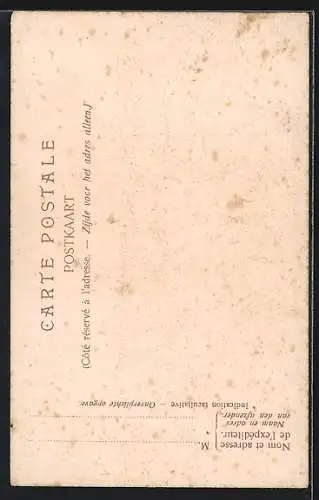 CARTE POSTALE
POSTKAART
(Côté réservé à l'adresse. — Zijde voor het adres alleen.)
Nom et adresse
de l'expéditeur.
Naam en adres
van den afzender
M.
Indication facultative — Onverplichte opgave.